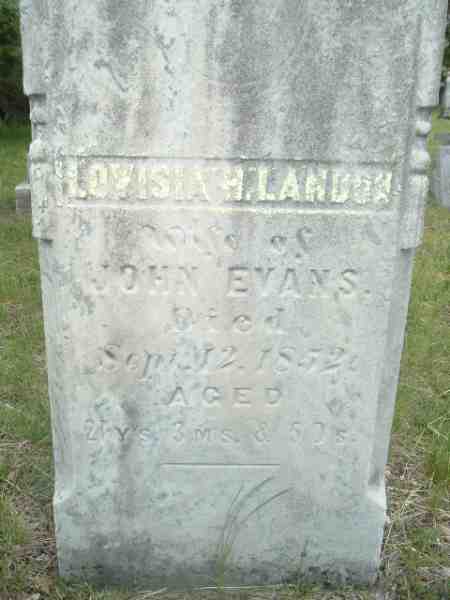 LOVISIA H. LANDON
Wife of
JOHN EVANS.
Died
Sept. 12, 1852.
AGED
21 YS. 3 MS. & 5 DS.